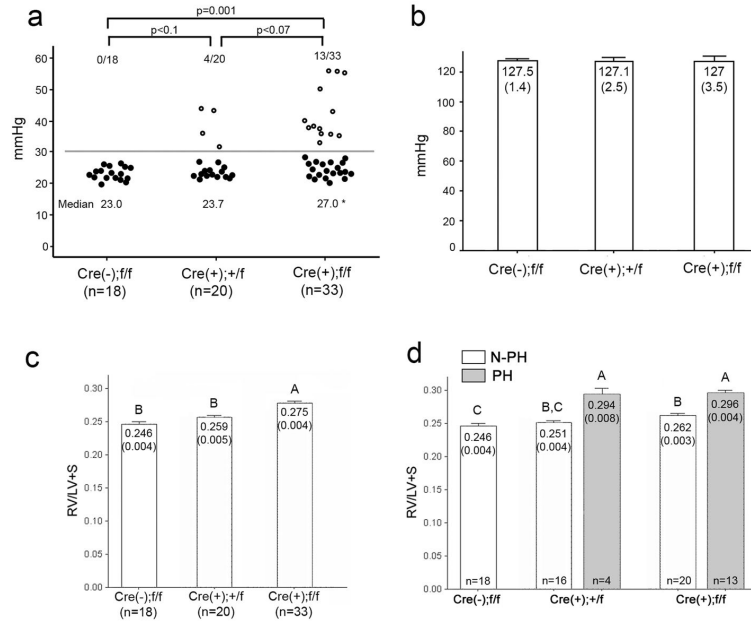 a
p=0.001
p<0.1
p<0.07
0/18
4/20
13/33
60
50
40
30
20
10
0
mmHg
Median
23.0
23.7
27.0 *
Cre(-);f/f
(n=18)
Cre(+);+/f
(n=20)
Cre(+);f/f
(n=33)
b
120
100
80
60
40
20
0
mmHg
127.5
(1.4)
127.1
(2.5)
127
(3.5)
Cre(-);f/f
Cre(+);+/f
Cre(+);f/f
c
0.30
0.25
0.20
0.15
0.10
0.05
0.00
RV/LV+S
B
B
A
0.246
(0.004)
0.259
(0.005)
0.275
(0.004)
Cre(-);f/f
(n=18)
Cre(+);+/f
(n=20)
Cre(+);f/f
(n=33)
d
N-PH
PH
0.30
0.25
0.20
0.15
0.10
0.05
0.00
RV/LV+S
C
B,C
A
B
A
0.246
(0.004)
0.251
(0.004)
0.294
(0.008)
0.262
(0.003)
0.296
(0.004)
n=18
n=16
n=4
n=20
n=13
Cre(-);f/f
Cre(+);+/f
Cre(+);f/f